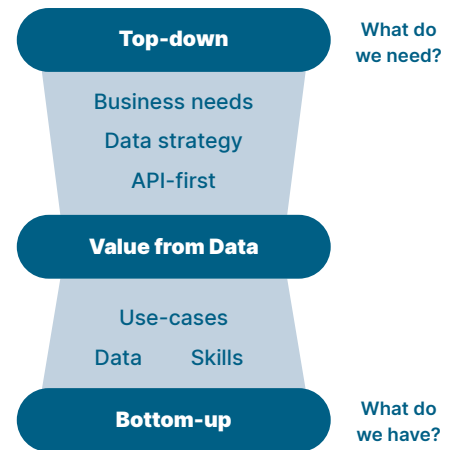 Top-down
What do
we need?
Business needs
Data strategy
API-first
Value from Data
Use-cases
Data Skills
Bottom-up
What do
we have?